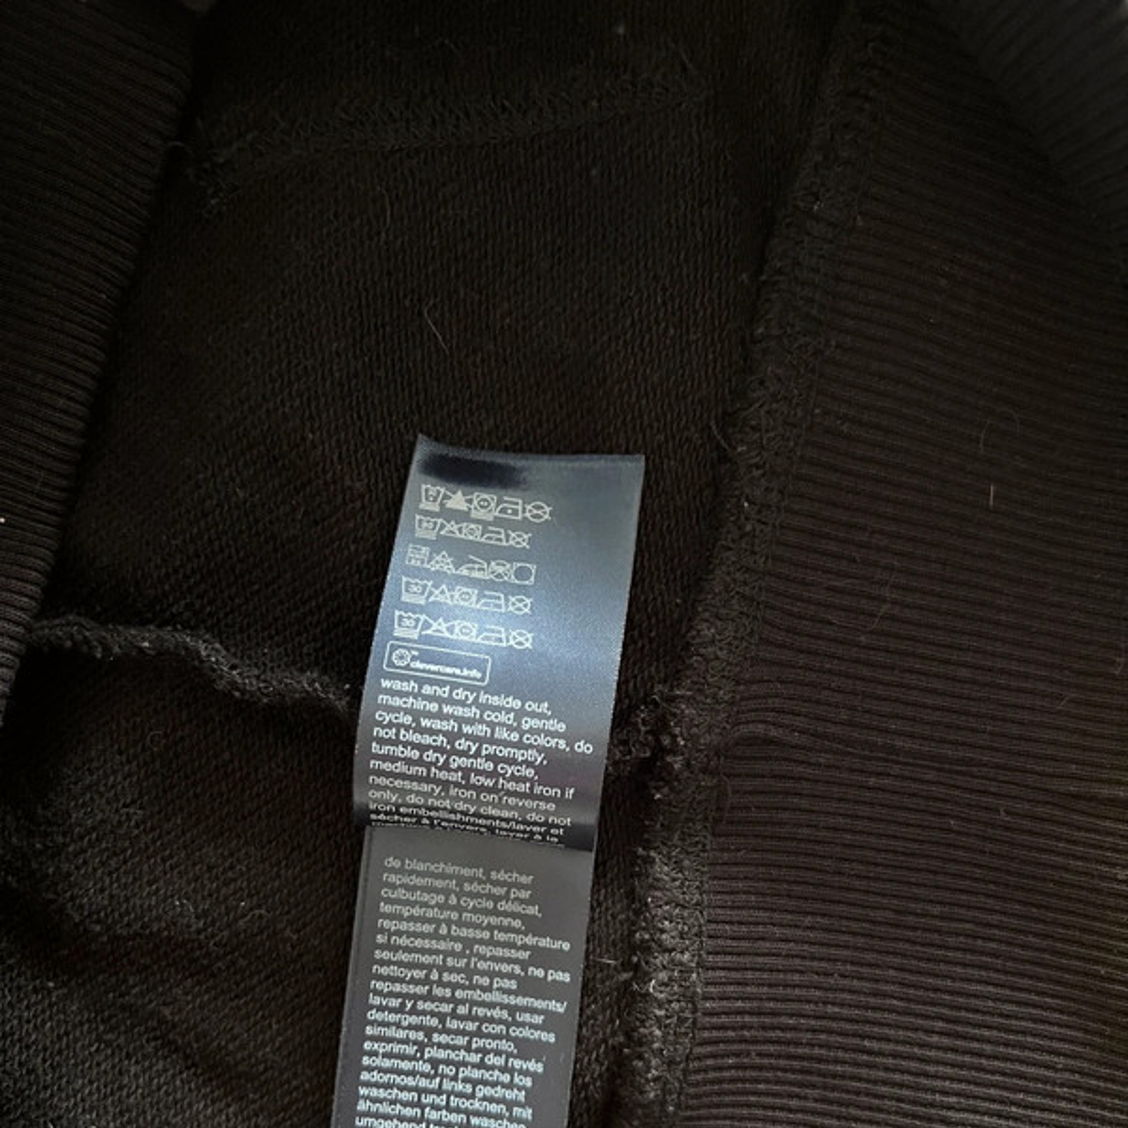 clevercare.info
wash and dry inside out,
machine wash cold, gentle
cycle, wash with like colors, do
not bleach, dry promptly,
tumble dry gentle cycle,
medium heat, low heat iron if
necessary, iron on reverse
only, do not dry clean, do not
iron embellishments/laver et
sécher à l'envers, laver à la
de blanchiment, sécher
rapidement, sécher par
culbutage à cycle délicat,
température moyenne,
repasser à basse température
si nécessaire , repasser
seulement sur l'envers, ne pas
nettoyer à sec, ne pas
repasser les embellissements/
lavar y secar al revés, usar
detergente, lavar con colores
similares, secar pronto,
exprimir, planchar del revés
solamente, no planche los
adornos/auf links gedreht
waschen und trocknen, mit
ähnlichen farben waschen,
umgehend